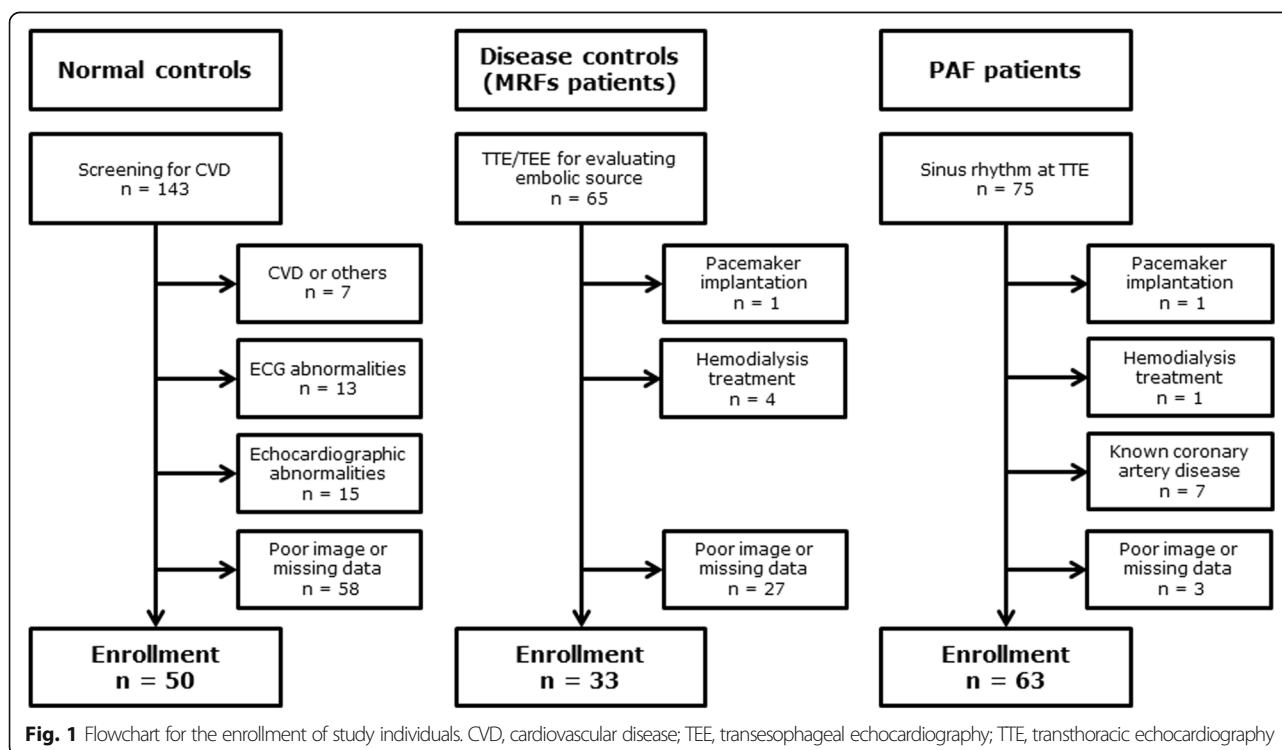 Normal controls
Screening for CVD
n = 143
CVD or others
n = 7
ECG abnormalities
n = 13
Echocardiographic
abnormalities
n = 15
Poor image or
missing data
n = 58
Enrollment
n = 50
Disease controls
(MRFs patients)
TTE/TEE for evaluating
embolic source
n = 65
Pacemaker
implantation
n = 1
Hemodialysis
treatment
n = 4
Poor image or
missing data
n = 27
Enrollment
n = 33
PAF patients
Sinus rhythm at TTE
n = 75
Pacemaker
implantation
n = 1
Hemodialysis
treatment
n = 1
Known coronary
artery disease
n = 7
Poor image or
missing data
n = 3
Enrollment
n = 63
Fig. 1 Flowchart for the enrollment of study individuals. CVD, cardiovascular disease; TEE, transesophageal echocardiography; TTE, transthoracic echocardiography